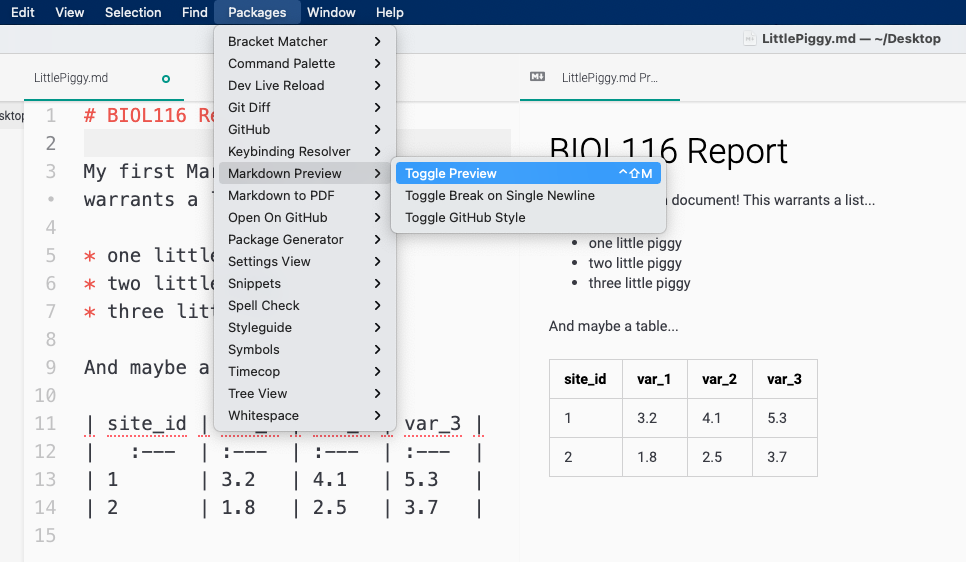 Edit View Selection Find Packages Window Help
LittlePiggy.md — ~/Desktop
LittlePiggy.md
LittlePiggy.md Pr...
Bracket Matcher
Command Palette
Dev Live Reload
Git Diff
GitHub
Keybinding Resolver
Markdown Preview
Markdown to PDF
Open On GitHub
Package Generator
Settings View
Snippets
Spell Check
Styleguide
Symbols
Timecop
Tree View
Whitespace
Toggle Preview ^⇧M
Toggle Break on Single Newline
Toggle GitHub Style
1 # BIOL116 Re
2
3 My first Mar
• warrants a
4
5 * one little
6 * two little
7 * three lit
8
9 And maybe a
10
11 | site_id | | | var_3 |
12 | :--- | :--- | :--- | :--- |
13 | 1 | 3.2 | 4.1 | 5.3 |
14 | 2 | 1.8 | 2.5 | 3.7 |
15
BIOL116 Report
document! This warrants a list...
• one little piggy
• two little piggy
• three little piggy
And maybe a table...
site_id var_1 var_2 var_3
1 3.2 4.1 5.3
2 1.8 2.5 3.7